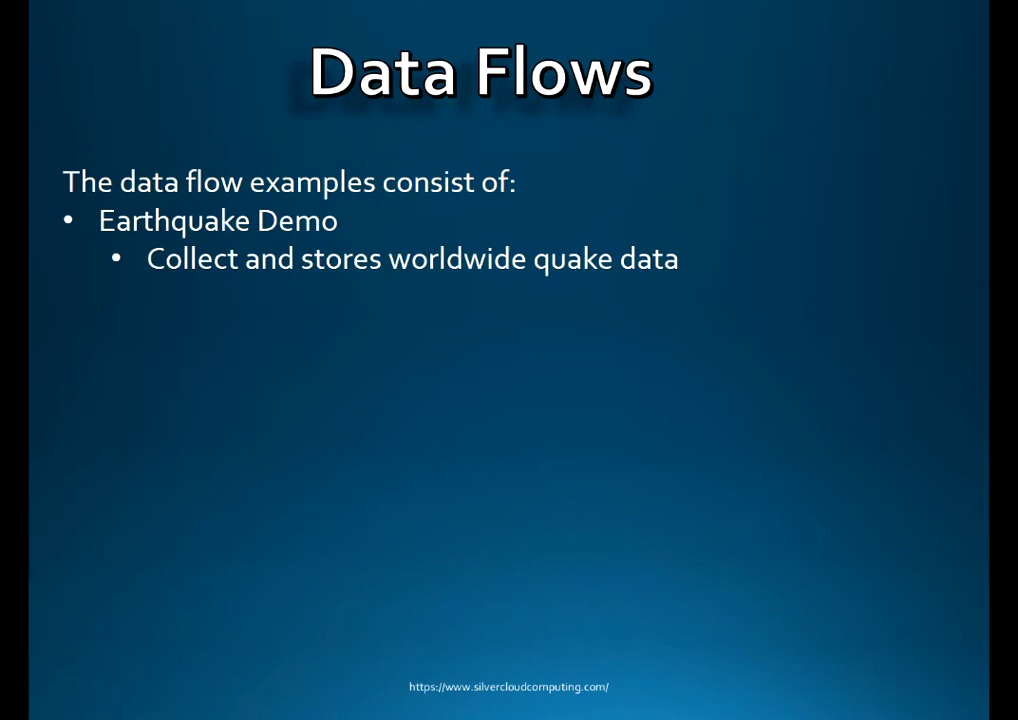 Data Flows
The data flow examples consist of:
• Earthquake Demo
• Collect and stores worldwide quake data
https://www.silvercloudcomputing.com/